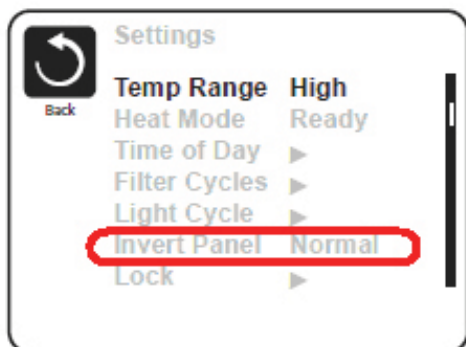 Settings
Back
Temp Range High
Heat Mode Ready
Time of Day
Filter Cycles
Light Cycle
Invert Panel Normal
Lock